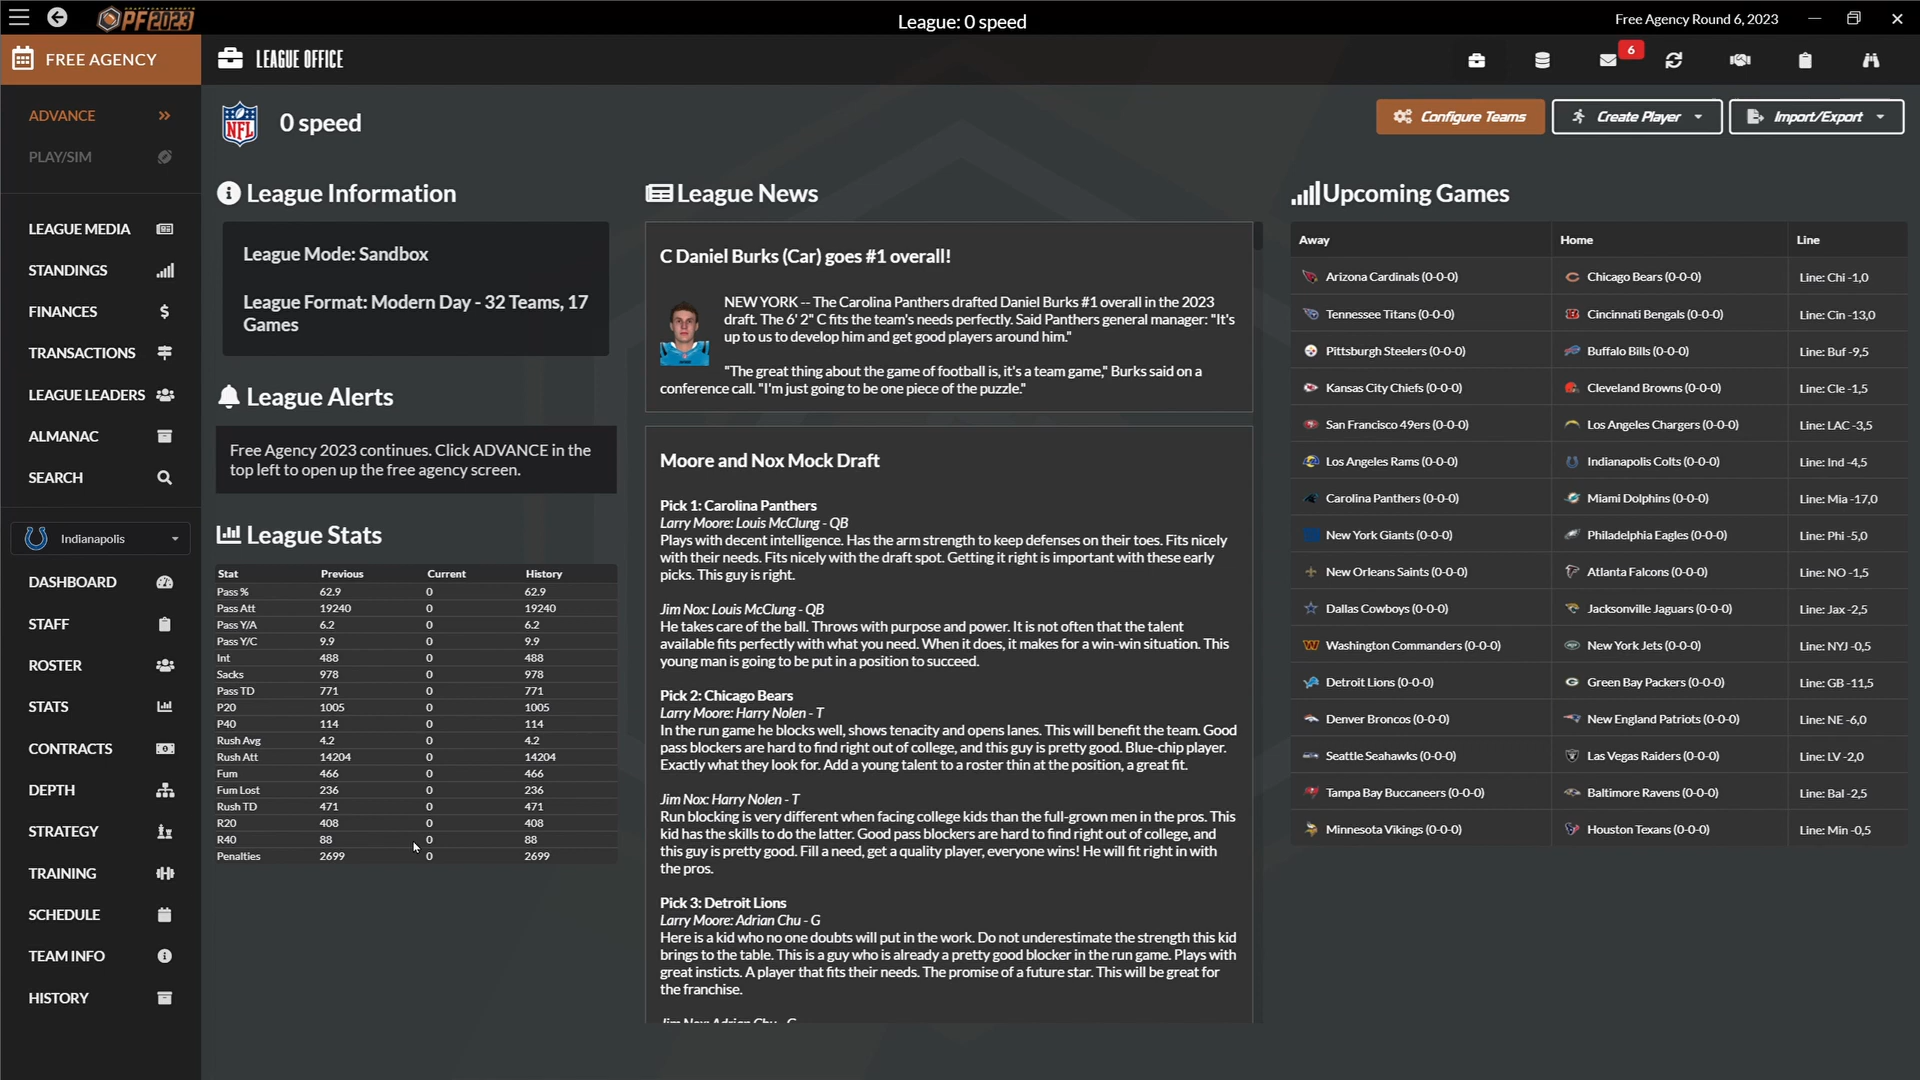 PF2023
League: 0 speed
Free Agency Round 6, 2023
FREE AGENCY
LEAGUE OFFICE
6
ADVANCE
PLAY/SIM
LEAGUE MEDIA
STANDINGS
FINANCES
TRANSACTIONS
LEAGUE LEADERS
ALMANAC
SEARCH
Indianapolis
DASHBOARD
STAFF
ROSTER
STATS
CONTRACTS
DEPTH
STRATEGY
TRAINING
SCHEDULE
TEAM INFO
HISTORY
NFL
0 speed
Configure Teams
Create Player
Import/Export
League Information
League Mode: Sandbox
League Format: Modern Day - 32 Teams, 17
Games
League Alerts
Free Agency 2023 continues. Click ADVANCE in the
top left to open up the free agency screen.
League Stats
Stat Previous Current History
Pass % 62.9 0 62.9
Pass Att 19240 0 19240
Pass Y/A 6.2 0 6.2
Pass Y/C 9.9 0 9.9
Int 488 0 488
Sacks 978 0 978
Pass TD 771 0 771
P20 1005 0 1005
P40 114 0 114
Rush Avg 4.2 0 4.2
Rush Att 14204 0 14204
Fum 466 0 466
Fum Lost 236 0 236
Rush TD 471 0 471
R20 408 0 408
R40 88 0 88
Penalties 2699 0 2699
League News
C Daniel Burks (Car) goes #1 overall!
NEW YORK -- The Carolina Panthers drafted Daniel Burks #1 overall in the 2023
draft. The 6' 2" C fits the team's needs perfectly. Said Panthers general manager: "It's
up to us to develop him and get good players around him."
"The great thing about the game of football is, it's a team game," Burks said on a
conference call. "I'm just going to be one piece of the puzzle."
Moore and Nox Mock Draft
Pick 1: Carolina Panthers
Larry Moore: Louis McClung - QB
Plays with decent intelligence. Has the arm strength to keep defenses on their toes. Fits nicely
with their needs. Fits nicely with the draft spot. Getting it right is important with these early
picks. This guy is right.
Jim Nox: Louis McClung - QB
He takes care of the ball. Throws with purpose and power. It is not often that the talent
available fits perfectly with what you need. When it does, it makes for a win-win situation. This
young man is going to be put in a position to succeed.
Pick 2: Chicago Bears
Larry Moore: Harry Nolen - T
In the run game he blocks well, shows tenacity and opens lanes. This will benefit the team. Good
pass blockers are hard to find right out of college, and this guy is pretty good. Blue-chip player.
Exactly what they look for. Add a young talent to a roster thin at the position, a great fit.
Jim Nox: Harry Nolen - T
Run blocking is very different when facing college kids than the full-grown men in the pros. This
kid has the skills to do the latter. Good pass blockers are hard to find right out of college, and
this guy is pretty good. Fill a need, get a quality player, everyone wins! He will fit right in with
the pros.
Pick 3: Detroit Lions
Larry Moore: Adrian Chu - G
Here is a kid who no one doubts will put in the work. Do not underestimate the strength this kid
brings to the table. This is a guy who is already a pretty good blocker in the run game. Plays with
great insticts. A player that fits their needs. The promise of a future star. This will be great for
the franchise.
Jim Nox: Adrian Chu - G
Upcoming Games
Away Home Line
Arizona Cardinals (0-0-0) Chicago Bears (0-0-0) Line: Chi -1,0
Tennessee Titans (0-0-0) Cincinnati Bengals (0-0-0) Line: Cin -13,0
Pittsburgh Steelers (0-0-0) Buffalo Bills (0-0-0) Line: Buf -9,5
Kansas City Chiefs (0-0-0) Cleveland Browns (0-0-0) Line: Cle -1,5
San Francisco 49ers (0-0-0) Los Angeles Chargers (0-0-0) Line: LAC -3,5
Los Angeles Rams (0-0-0) Indianapolis Colts (0-0-0) Line: Ind -4,5
Carolina Panthers (0-0-0) Miami Dolphins (0-0-0) Line: Mia -17,0
New York Giants (0-0-0) Philadelphia Eagles (0-0-0) Line: Phi -5,0
New Orleans Saints (0-0-0) Atlanta Falcons (0-0-0) Line: NO -1,5
Dallas Cowboys (0-0-0) Jacksonville Jaguars (0-0-0) Line: Jax -2,5
Washington Commanders (0-0-0) New York Jets (0-0-0) Line: NYJ -0,5
Detroit Lions (0-0-0) Green Bay Packers (0-0-0) Line: GB -11,5
Denver Broncos (0-0-0) New England Patriots (0-0-0) Line: NE -6,0
Seattle Seahawks (0-0-0) Las Vegas Raiders (0-0-0) Line: LV -2,0
Tampa Bay Buccaneers (0-0-0) Baltimore Ravens (0-0-0) Line: Bal -2,5
Minnesota Vikings (0-0-0) Houston Texans (0-0-0) Line: Min -0,5